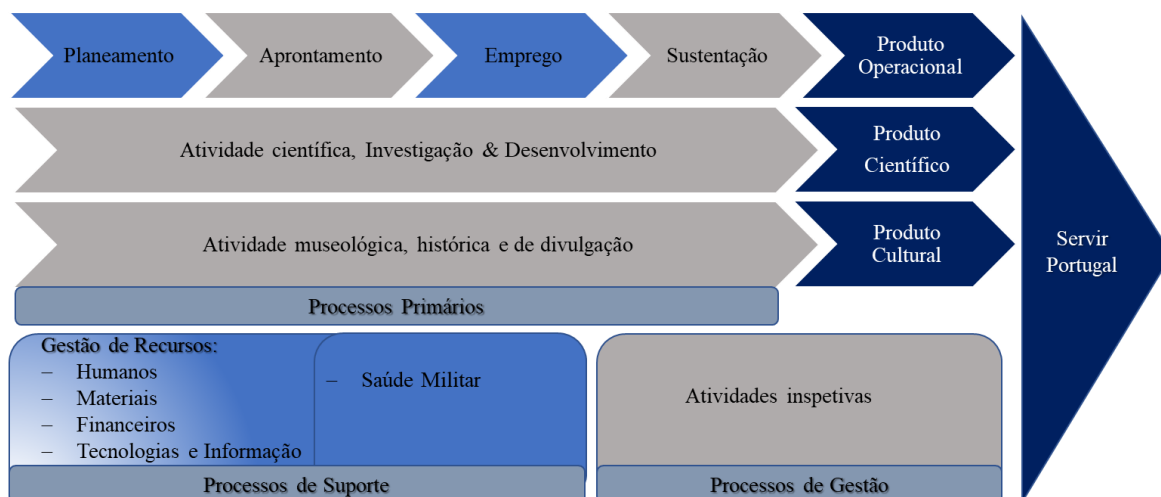 Planeamento
Aprontamento
Emprego
Sustentação
Produto
Operacional
Atividade científica, Investigação & Desenvolvimento
Produto
Científico
Atividade museológica, histórica e de divulgação
Produto
Cultural
Servir
Portugal
Processos Primários
Gestão de Recursos:
– Humanos
– Materiais
– Financeiros
– Tecnologias e Informação
– Saúde Militar
Processos de Suporte
Atividades inspetivas
Processos de Gestão